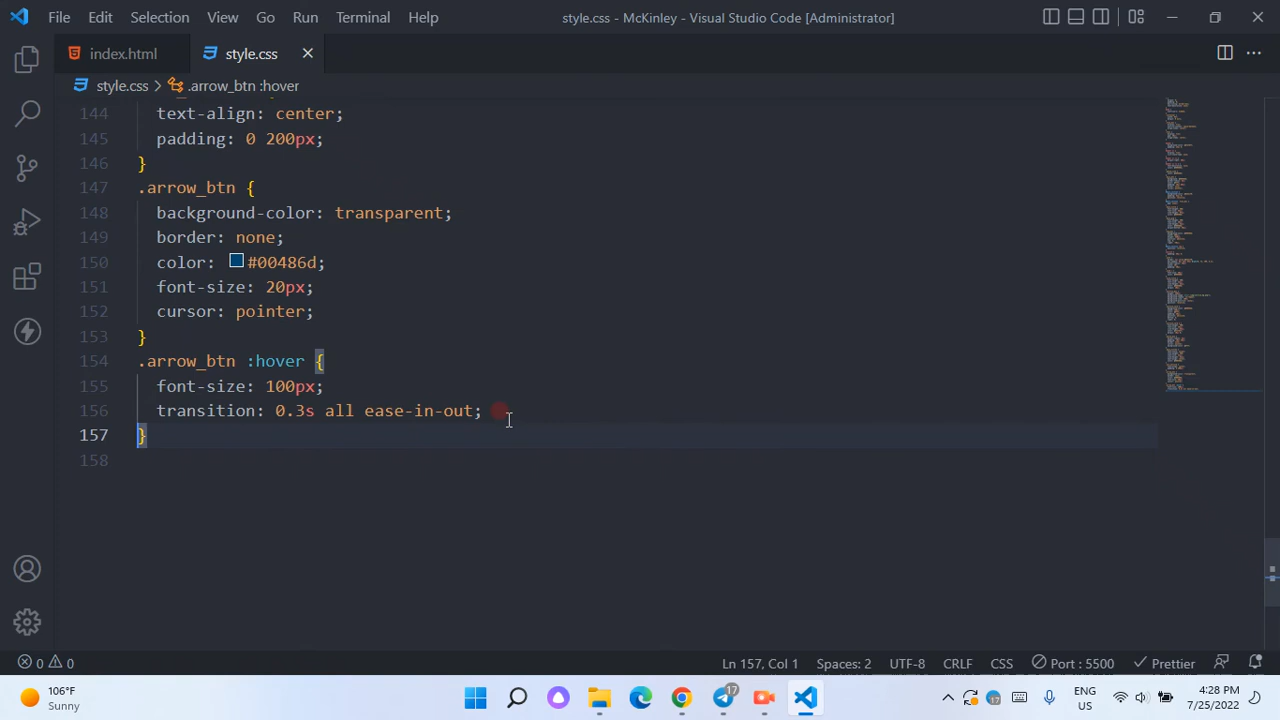 File Edit Selection View Go Run Terminal Help style.css - McKinley - Visual Studio Code [Administrator]
index.html style.css
style.css .arrow_btn :hover
144 text-align: center;
145 padding: 0 200px;
146 }
147 .arrow_btn {
148 background-color: transparent;
149 border: none;
150 color: #00486d;
151 font-size: 20px;
152 cursor: pointer;
153 }
154 .arrow_btn :hover {
155 font-size: 100px;
156 transition: 0.3s all ease-in-out;
157 }
158
0 0 Ln 157, Col 1 Spaces: 2 UTF-8 CRLF CSS Port : 5500 Prettier
106°F
Sunny
17
17
ENG
US
4:28 PM
7/25/2022